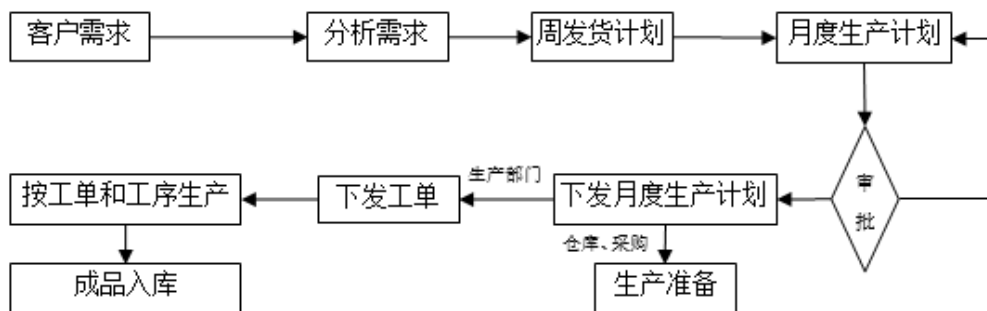 客户需求
分析需求
周发货计划
月度生产计划
审
批
下发月度生产计划
生产部门
下发工单
按工单和工序生产
仓库、采购
生产准备
成品入库